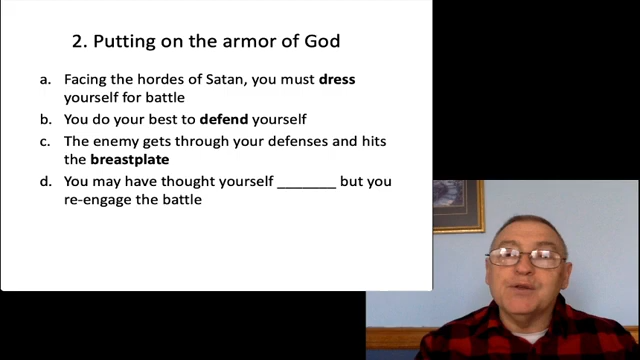 2. Putting on the armor of God
a. Facing the hordes of Satan, you must dress
yourself for battle
b. You do your best to defend yourself
c. The enemy gets through your defenses and hits
the breastplate
d. You may have thought yourself _______ but you
re-engage the battle